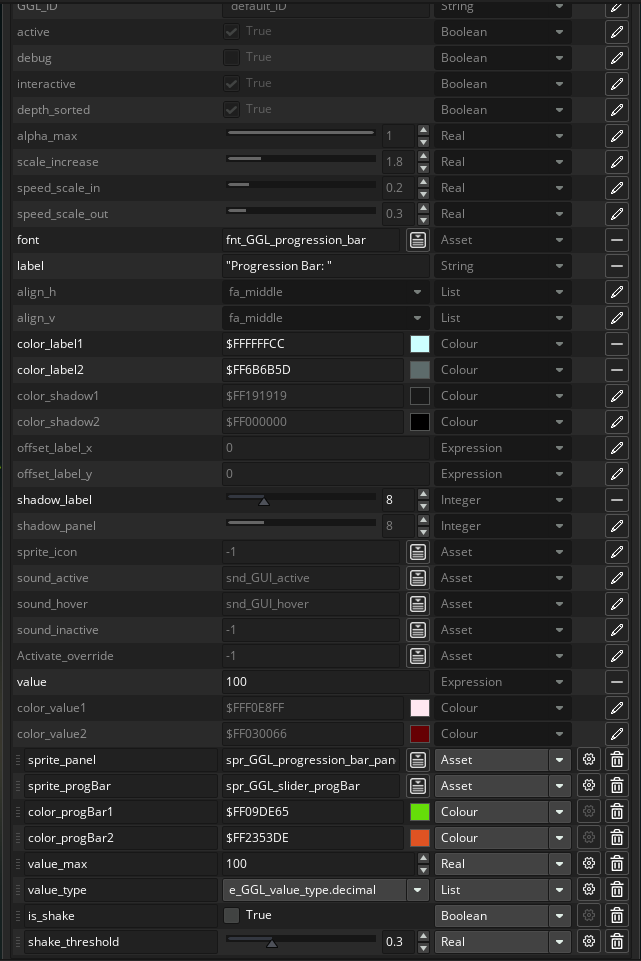 GGL_ID default_ID String
active True Boolean
debug True Boolean
interactive True Boolean
depth_sorted True Boolean
alpha_max 1 Real
scale_increase 1.8 Real
speed_scale_in 0.2 Real
speed_scale_out 0.3 Real
font fnt_GGL_progression_bar Asset
label "Progression Bar: " String
align_h fa_middle List
align_v fa_middle List
color_label1 $FFFFFFCC Colour
color_label2 $FF6B6B5D Colour
color_shadow1 $FF191919 Colour
color_shadow2 $FF000000 Colour
offset_label_x 0 Expression
offset_label_y 0 Expression
shadow_label 8 Integer
shadow_panel 8 Integer
sprite_icon -1 Asset
sound_active snd_GUI_active Asset
sound_hover snd_GUI_hover Asset
sound_inactive -1 Asset
Activate_override -1 Asset
value 100 Expression
color_value1 $FFF0E8FF Colour
color_value2 $FF030066 Colour
sprite_panel spr_GGL_progression_bar_pan Asset
sprite_progBar spr_GGL_slider_progBar Asset
color_progBar1 $FF09DE65 Colour
color_progBar2 $FF2353DE Colour
value_max 100 Real
value_type e_GGL_value_type.decimal List
is_shake True Boolean
shake_threshold 0.3 Real